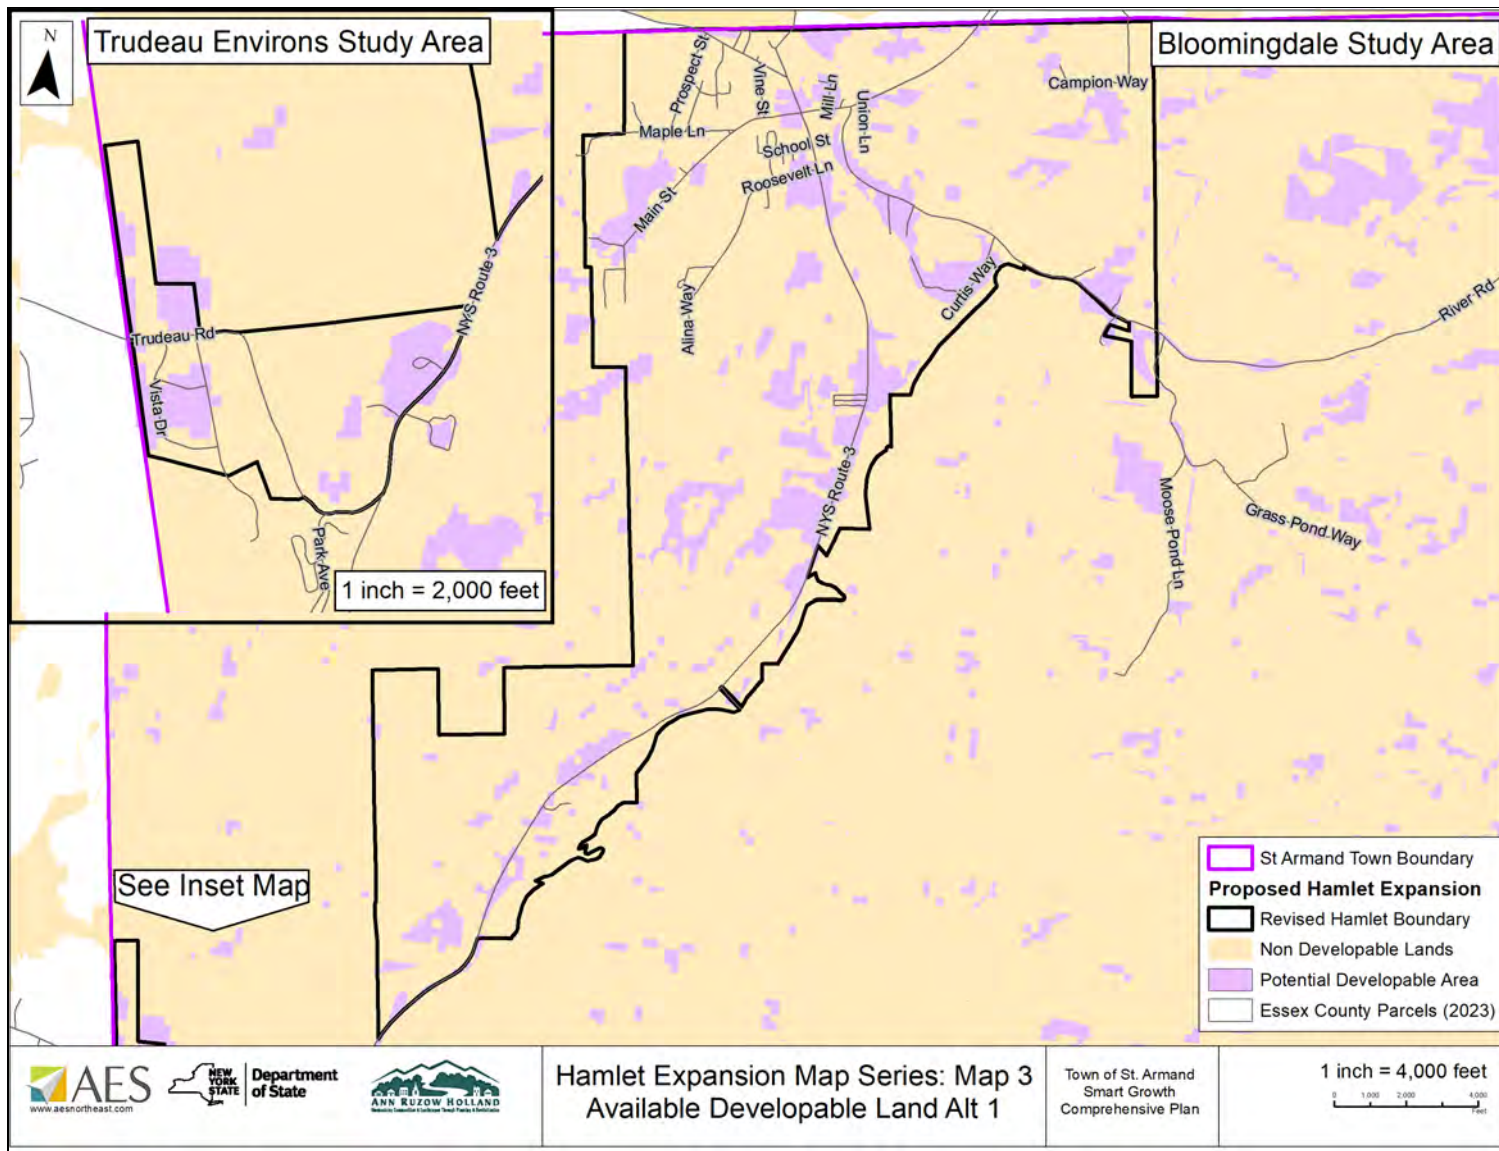 N
Trudeau Environs Study Area
Bloomingdale Study Area
Prospect St
Vine St
Mill Ln
Union Ln
Campion Way
Maple Ln
School St
Roosevelt Ln
Main St
Alina Way
Curtis Way
River Rd
NYS Route 3
Trudeau Rd
Vista Dr
Park Ave
1 inch = 2,000 feet
NYS Route 3
Moose Pond Ln
Grass Pond Way
See Inset Map
St Armand Town Boundary
Proposed Hamlet Expansion
Revised Hamlet Boundary
Non Developable Lands
Potential Developable Area
Essex County Parcels (2023)
AES
www.aesnortheast.com
NEW
YORK
STATE
Department
of State
ANN RUZOW HOLLAND
Hamlet Expansion Map Series: Map 3
Available Developable Land Alt 1
Town of St. Armand
Smart Growth
Comprehensive Plan
1 inch = 4,000 feet
0 1,000 2,000 4,000
Feet